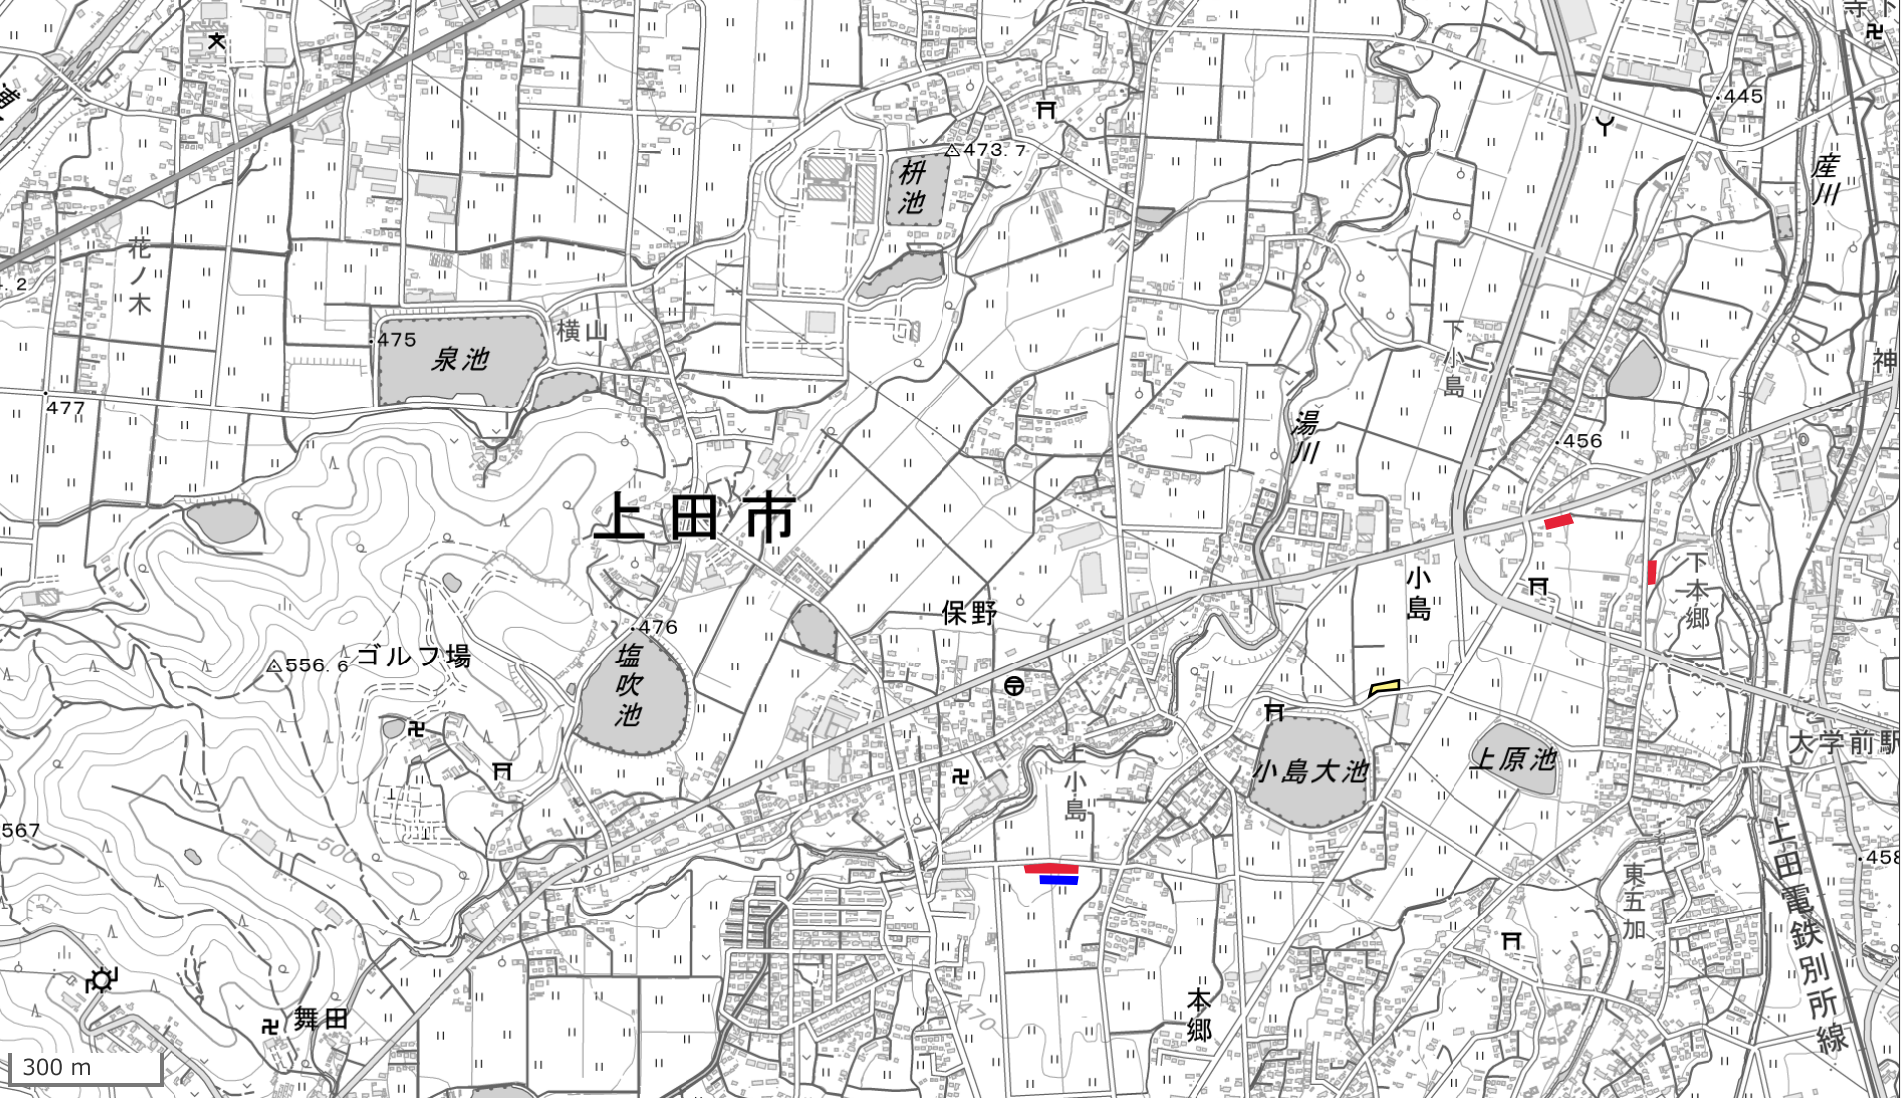 445
産川
473.7
枡池
460
花ノ木
.2
475
泉池
横山
477
下小島
神
湯川
456
上田市
下本郷
小島
保野
476
塩吹池
556.6
ゴルフ場
大学前駅
上原池
小島大池
上小島
567
500
458
上田電鉄別所線
東五加
本郷
470
舞田
300 m